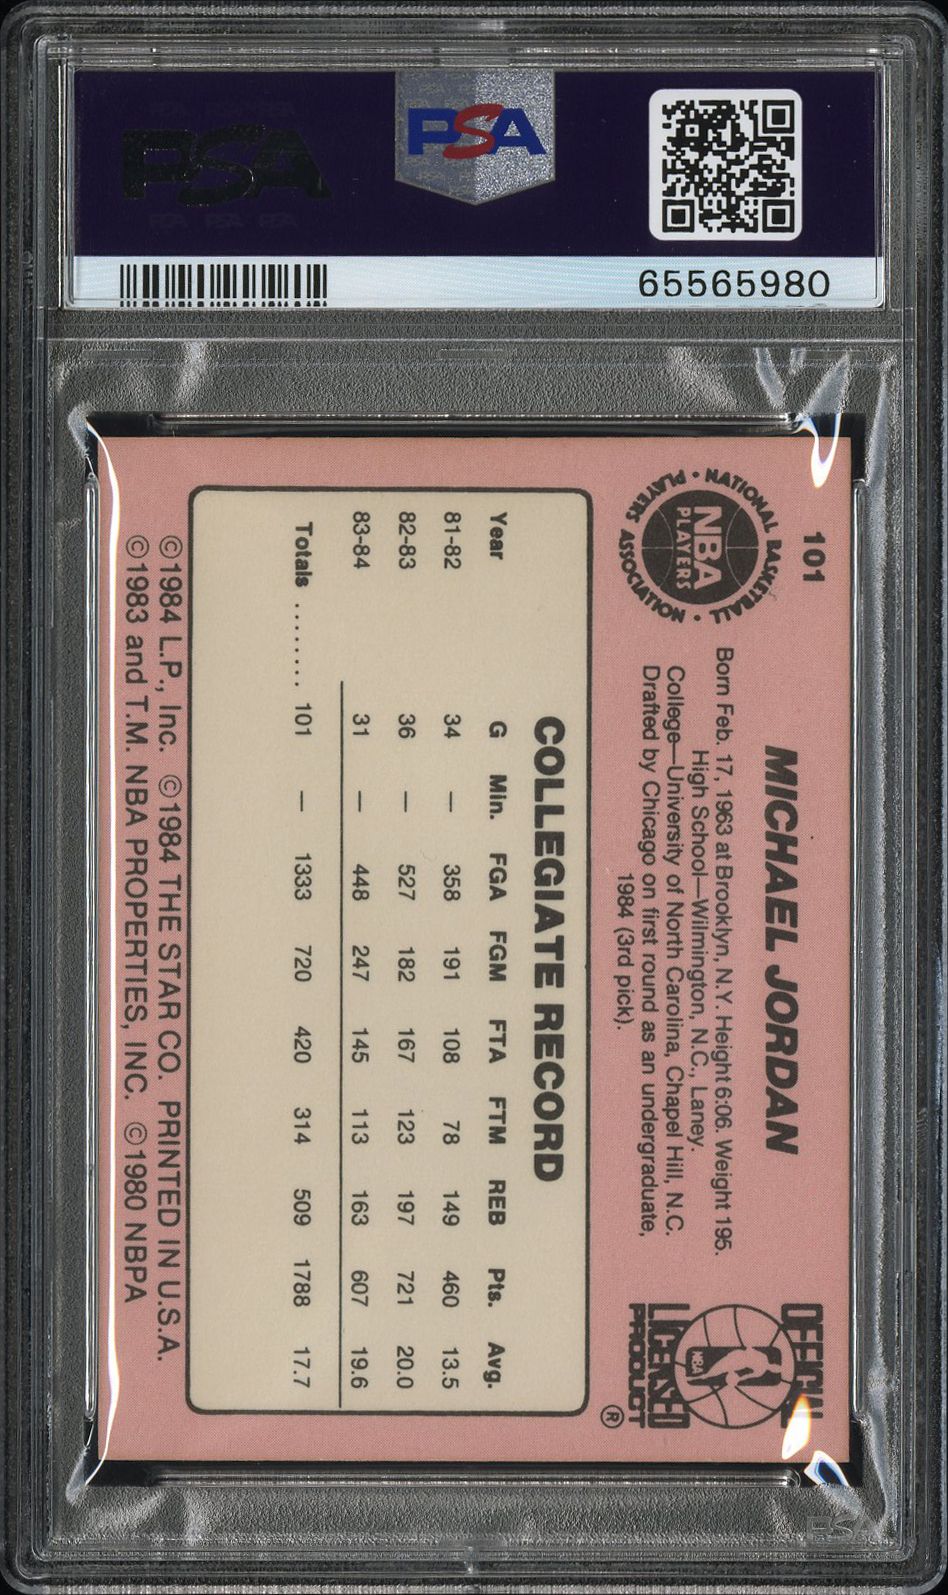 PSA
PSA
65565980
101
MICHAEL JORDAN
NATIONAL BASKETBALL
PLAYERS ASSOCIATION
NBA
PLAYERS
Born Feb. 17, 1963 at Brooklyn, N.Y. Height 6:06. Weight 195.
High School—Wilmington, N.C., Laney.
College—University of North Carolina, Chapel Hill, N.C.
Drafted by Chicago on first round as an undergraduate,
1984 (3rd pick).
OFFICIAL
NBA
LICENSED
PRODUCT
®
COLLEGIATE RECORD
Year G Min. FGA FGM FTA FTM REB Pts. Avg.
81-82 34 — 358 191 108 78 149 460 13.5
82-83 36 — 527 182 167 123 197 721 20.0
83-84 31 — 448 247 145 113 163 607 19.6
Totals ........ 101 — 1333 720 420 314 509 1788 17.7
©1984 L.P., Inc. ©1984 THE STAR CO. PRINTED IN U.S.A.
©1983 and T.M. NBA PROPERTIES, INC. ©1980 NBPA
PSA